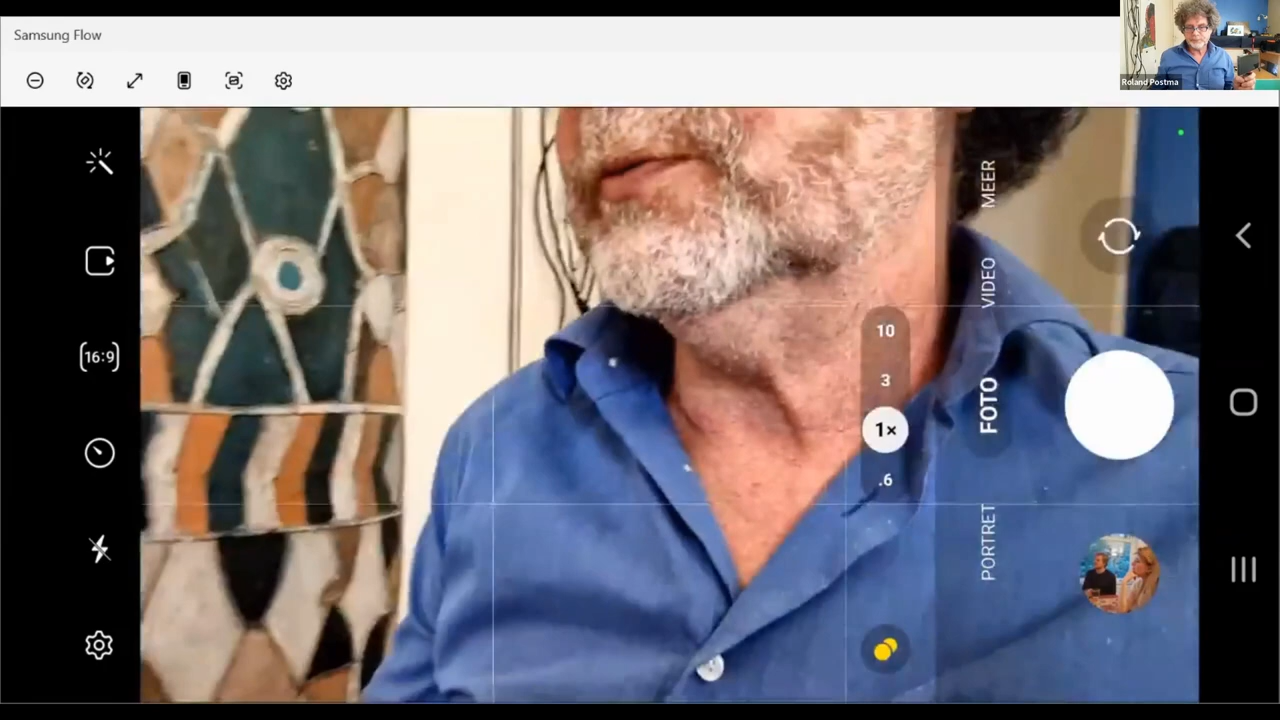 Samsung Flow
Roland Postma
16:9
10
3
1×
.6
MEER
VIDEO
FOTO
PORTRET